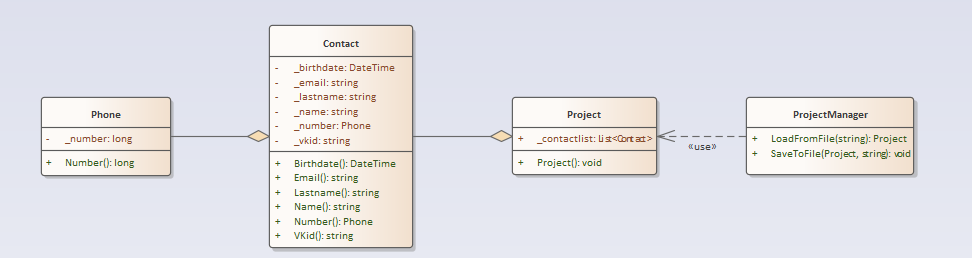 Phone
- _number: long
+ Number(): long
Contact
- _birthdate: DateTime
- _email: string
- _lastname: string
- _name: string
- _number: Phone
- _vkid: string
+ Birthdate(): DateTime
+ Email(): string
+ Lastname(): string
+ Name(): string
+ Number(): Phone
+ VKid(): string
Project
+ _contactlist: List<Contact>
+ Project(): void
«use»
ProjectManager
+ LoadFromFile(string): Project
+ SaveToFile(Project, string): void